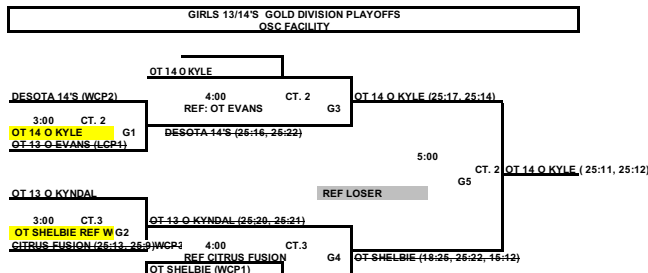 GIRLS 13/14'S GOLD DIVISION PLAYOFFS
OSC FACILITY
OT 14 O KYLE
DESOTA 14'S (WCP2)
4:00 CT. 2
OT 14 O KYLE (25:17, 25:14)
REF: OT EVANS G3
3:00 CT. 2
OT 14 O KYLE G1
DESOTA 14'S (25:16, 25:22)
OT 13 O EVANS (LCP1)
5:00
CT. 2 OT 14 O KYLE ( 25:11, 25:12)
G5
OT 13 O KYNDAL
REF LOSER
3:00 CT.3
OT 13 O KYNDAL (25;20, 25:21)
OT SHELBIE REF W G2
CITRUS FUSION (25:13, 25:9)WCP2
4:00 CT.3
REF CITRUS FUSION G4
OT SHELBIE (18:25, 25:22, 15:12)
OT SHELBIE (WCP1)